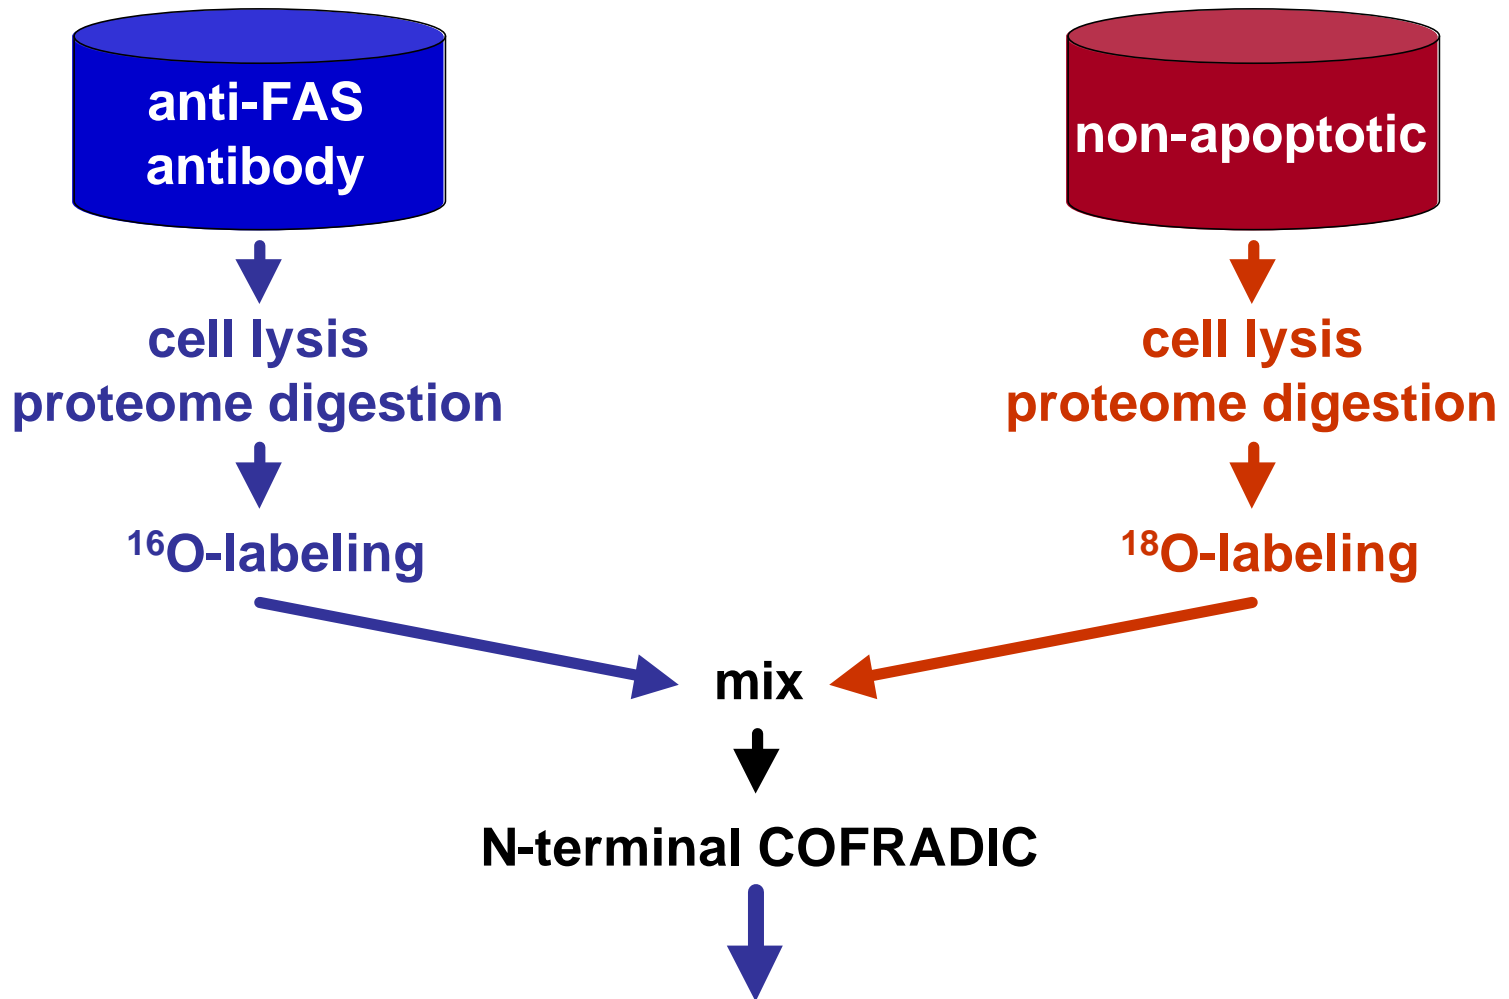 anti-FAS
antibody
non-apoptotic
cell lysis
proteome digestion
cell lysis
proteome digestion
¹⁶O-labeling
¹⁸O-labeling
mix
N-terminal COFRADIC